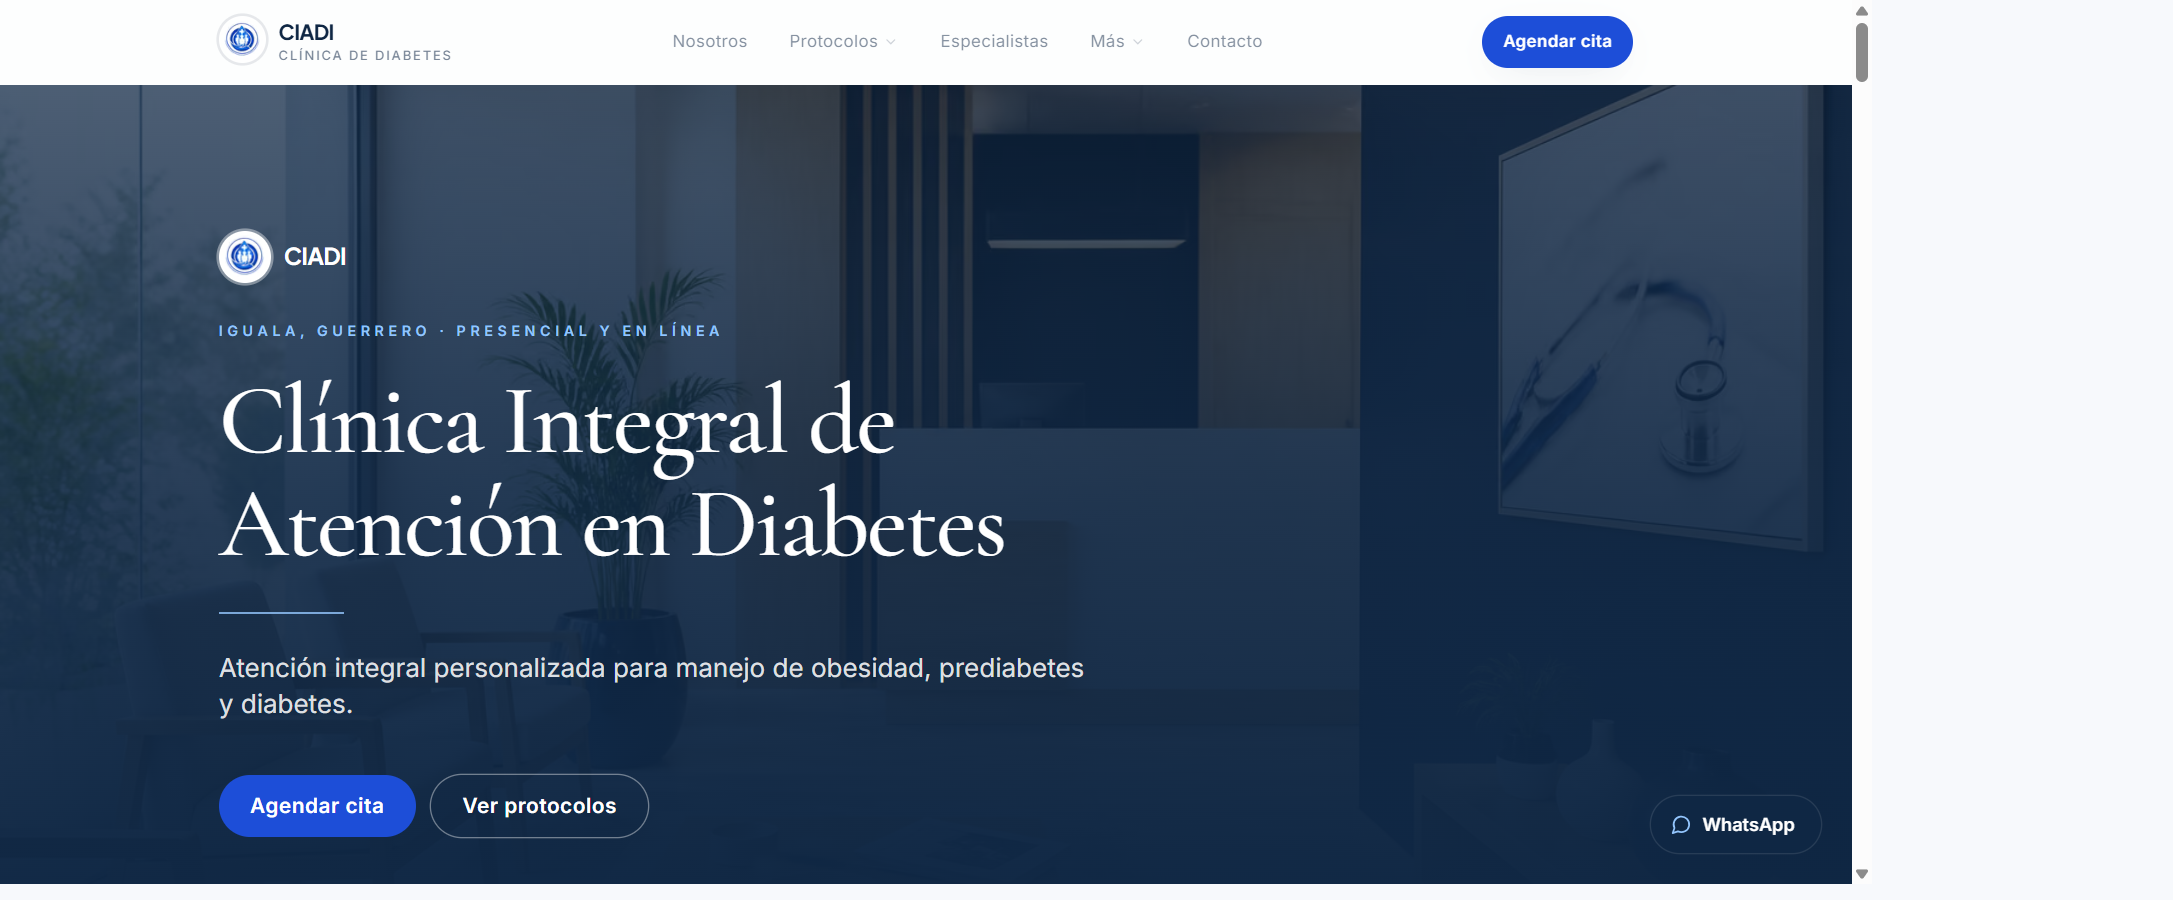 CIADI
CLÍNICA DE DIABETES
Nosotros
Protocolos
Especialistas
Más
Contacto
Agendar cita
CIADI
IGUALA, GUERRERO · PRESENCIAL Y EN LÍNEA
Clínica Integral de
Atención en Diabetes
Atención integral personalizada para manejo de obesidad, prediabetes
y diabetes.
Agendar cita
Ver protocolos
WhatsApp